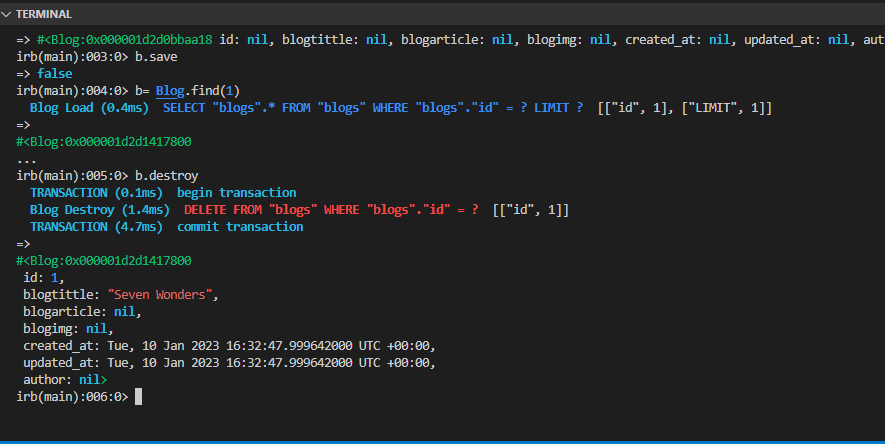 TERMINAL
=> #<Blog:0x000001d2d0bbaa18 id: nil, blogtittle: nil, blogarticle: nil, blogimg: nil, created_at: nil, updated_at: nil, aut
irb(main):003:0> b.save
=> false
irb(main):004:0> b= Blog.find(1)
  Blog Load (0.4ms)  SELECT "blogs".* FROM "blogs" WHERE "blogs"."id" = ? LIMIT ?  [["id", 1], ["LIMIT", 1]]
=>
#<Blog:0x000001d2d1417800
...
irb(main):005:0> b.destroy
  TRANSACTION (0.1ms)  begin transaction
  Blog Destroy (1.4ms)  DELETE FROM "blogs" WHERE "blogs"."id" = ?  [["id", 1]]
  TRANSACTION (4.7ms)  commit transaction
=>
#<Blog:0x000001d2d1417800
 id: 1,
 blogtittle: "Seven Wonders",
 blogarticle: nil,
 blogimg: nil,
 created_at: Tue, 10 Jan 2023 16:32:47.999642000 UTC +00:00,
 updated_at: Tue, 10 Jan 2023 16:32:47.999642000 UTC +00:00,
 author: nil>
irb(main):006:0>